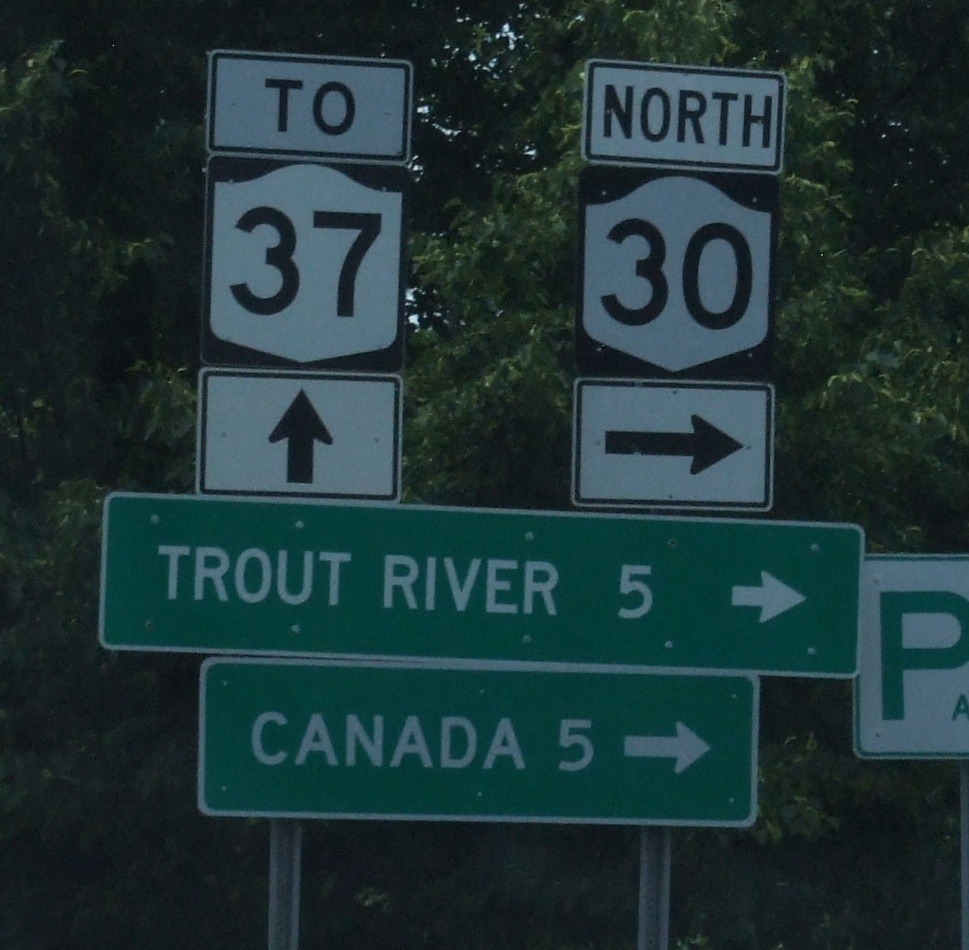 TO
37
NORTH
30
TROUT RIVER 5
CANADA 5
P
A